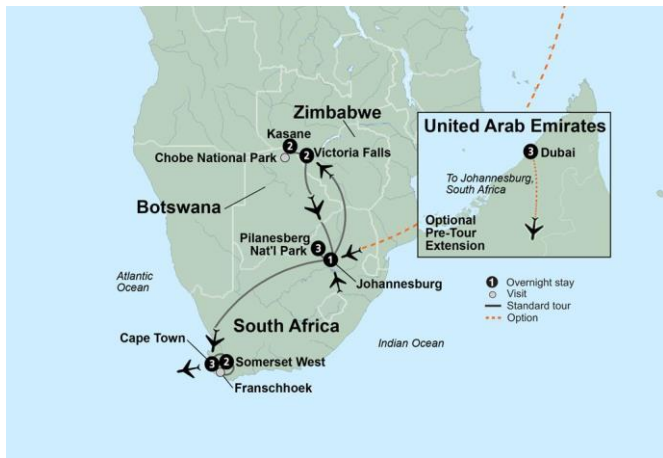 Zimbabwe
Kasane
2
2
Victoria Falls
Chobe National Park
Botswana
Pilanesberg
Nat'l Park
3
1
Johannesburg
Atlantic
Ocean
South Africa
Cape Town
3
2
Somerset West
Franschhoek
Indian Ocean
United Arab Emirates
3 Dubai
To Johannesburg,
South Africa
Optional
Pre-Tour
Extension
1 Overnight stay
Visit
Standard tour
Option